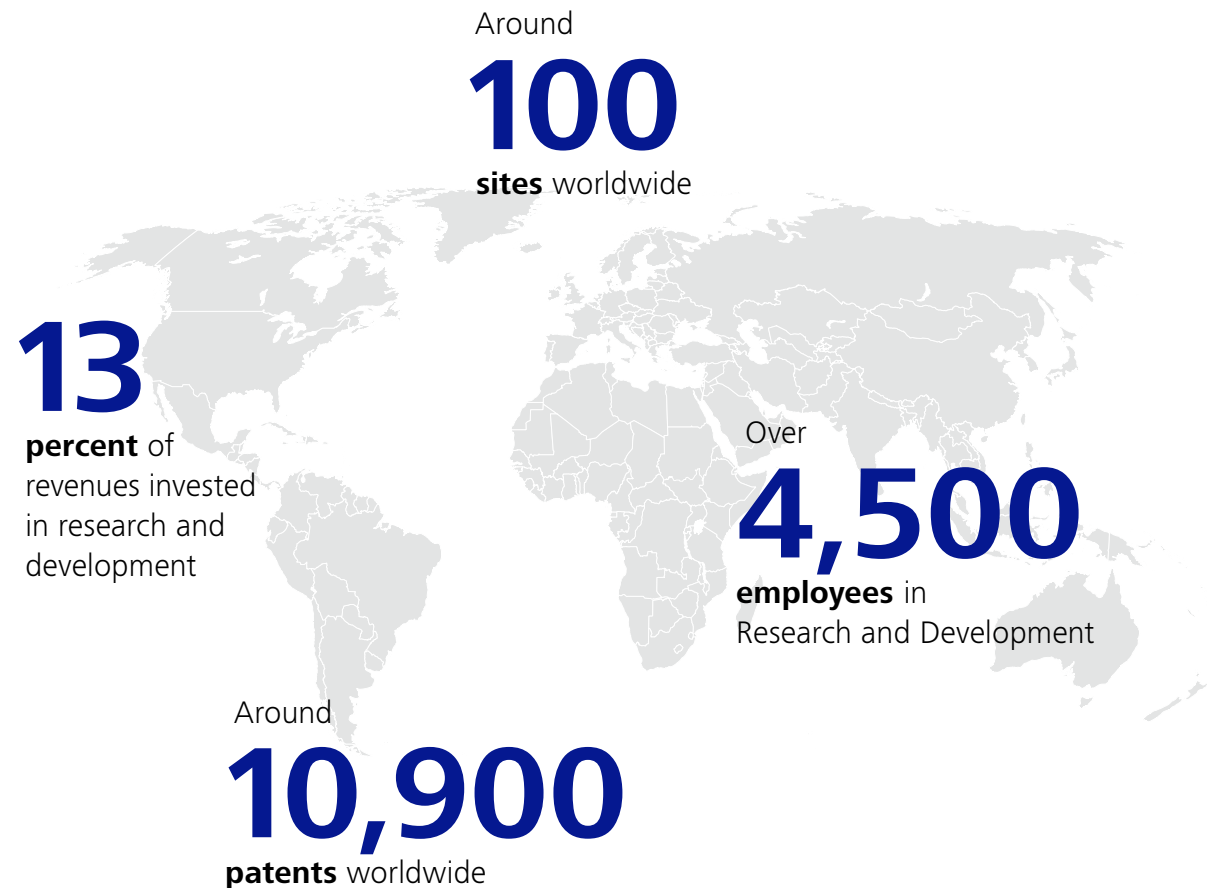 Around
100
sites worldwide
13
percent of
revenues invested
in research and
development
Over
4,500
employees in
Research and Development
Around
10,900
patents worldwide